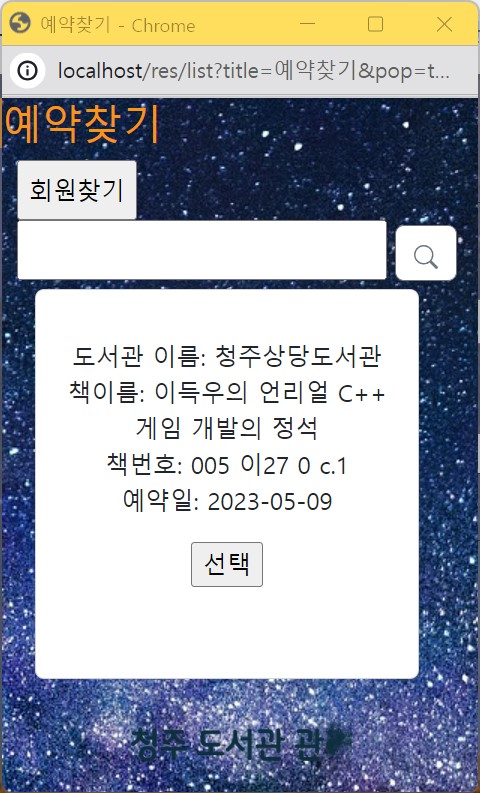 예약찾기 - Chrome
localhost/res/list?title=예약찾기&pop=t...
예약찾기
회원찾기
도서관 이름: 청주상당도서관
책이름: 이득우의 언리얼 C++
게임 개발의 정석
책번호: 005 이27 0 c.1
예약일: 2023-05-09
선택
청주 도서관 관